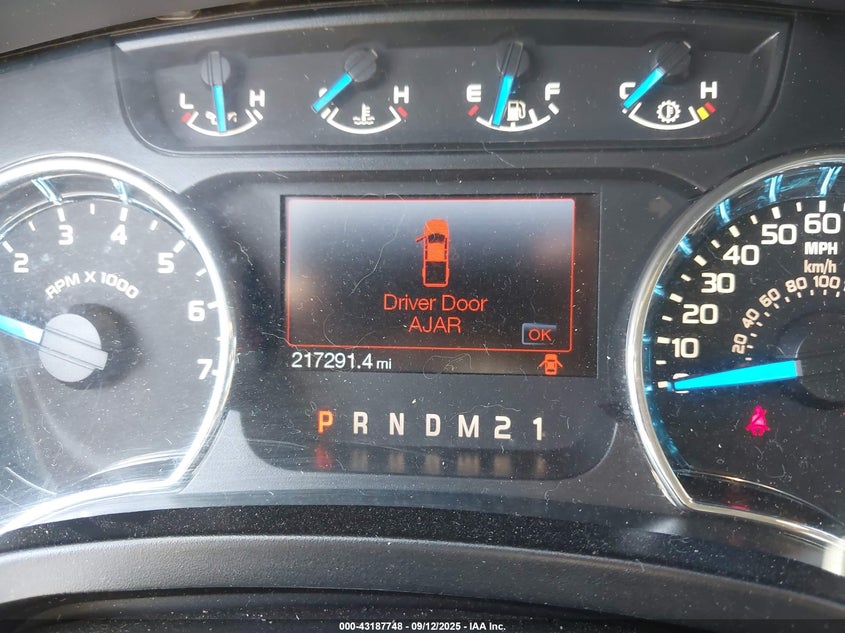 L H
H
E F
C H
2 3 4 5 6 7
RPM X 1000
Driver Door
AJAR
OK
217291.4 mi
P R N D M 2 1
10 20 30 40 50 60
MPH
km/h
20 40 60 80 100
000-43187748 - 09/12/2025 - IAA Inc.